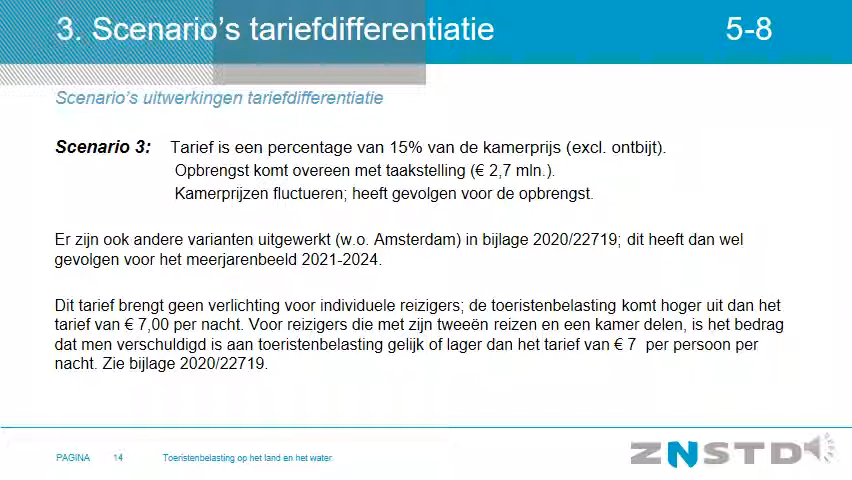 3. Scenario's tariefdifferentiatie 5-8
Scenario's uitwerkingen tariefdifferentiatie
Scenario 3: Tarief is een percentage van 15% van de kamerprijs (excl. ontbijt).
Opbrengst komt overeen met taakstelling (€ 2,7 mln.).
Kamerprijzen fluctueren; heeft gevolgen voor de opbrengst.
Er zijn ook andere varianten uitgewerkt (w.o. Amsterdam) in bijlage 2020/22719; dit heeft dan wel
gevolgen voor het meerjarenbeeld 2021-2024.
Dit tarief brengt geen verlichting voor individuele reizigers; de toeristenbelasting komt hoger uit dan het
tarief van € 7,00 per nacht. Voor reizigers die met zijn tweeën reizen en een kamer delen, is het bedrag
dat men verschuldigd is aan toeristenbelasting gelijk of lager dan het tarief van € 7 per persoon per
nacht. Zie bijlage 2020/22719.
PAGINA 14 Toeristenbelasting op het land en het water
ZNSTD